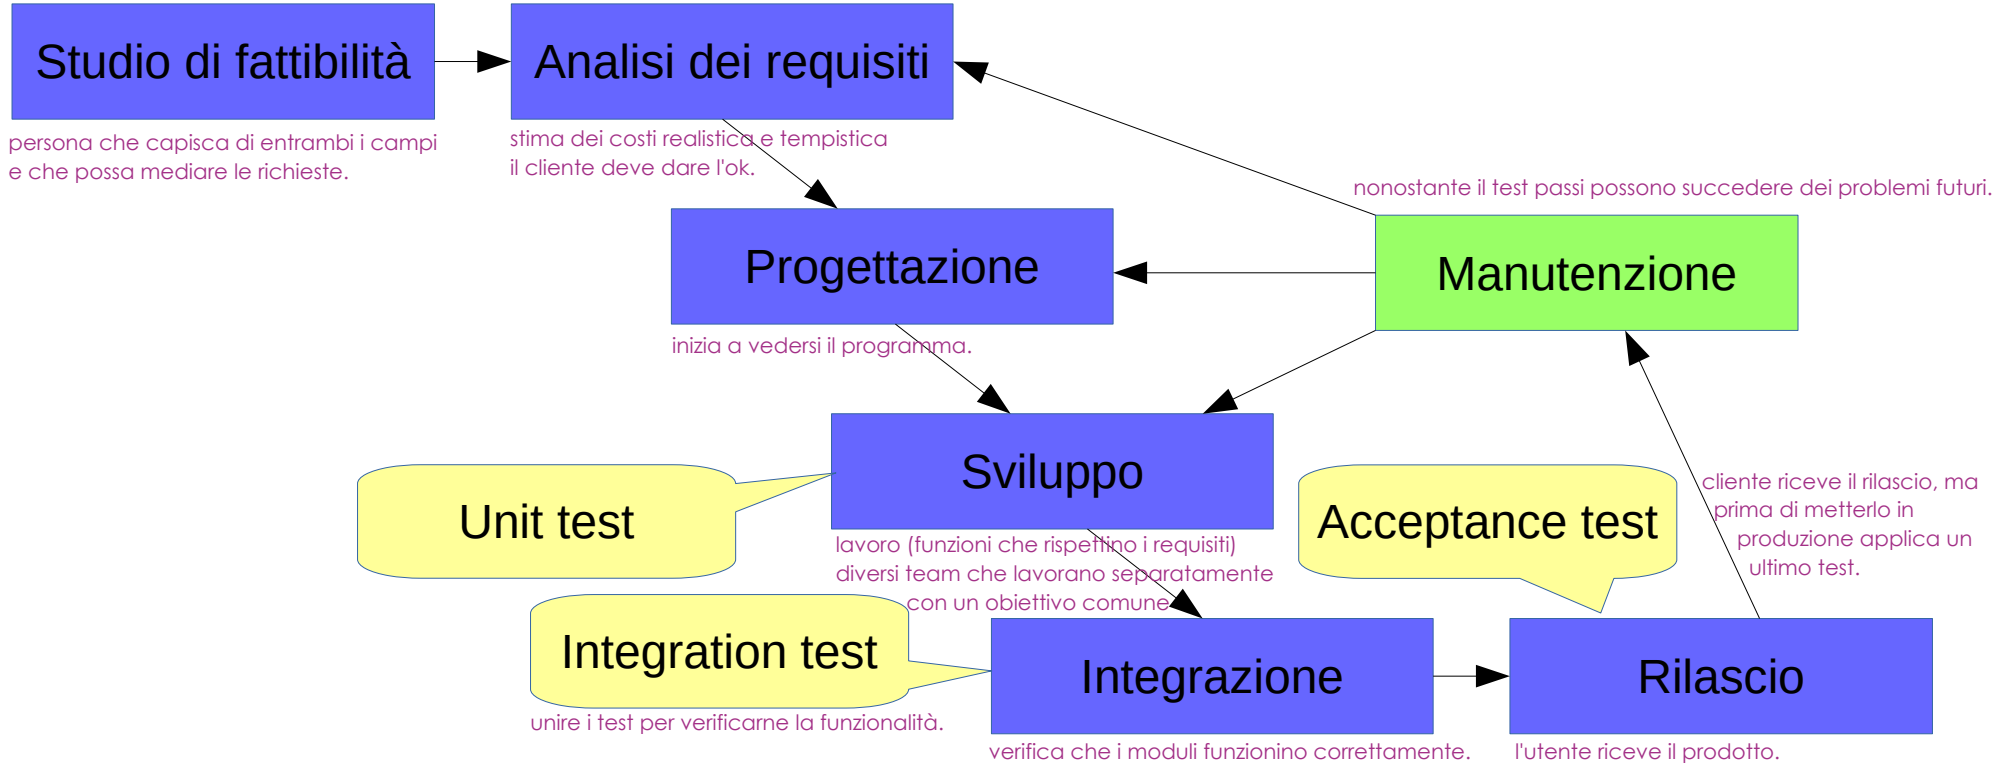 Studio di fattibilità
persona che capisca di entrambi i campi
e che possa mediare le richieste.
Analisi dei requisiti
stima dei costi realistica e tempistica
il cliente deve dare l'ok.
nonostante il test passi possono succedere dei problemi futuri.
Progettazione
Manutenzione
inizia a vedersi il programma.
Sviluppo
Unit test
lavoro (funzioni che rispettino i requisiti)
diversi team che lavorano separatamente
con un obiettivo comune
Acceptance test
cliente riceve il rilascio, ma
prima di metterlo in
produzione applica un
ultimo test.
Integration test
unire i test per verificarne la funzionalità.
Integrazione
verifica che i moduli funzionino correttamente.
Rilascio
l'utente riceve il prodotto.